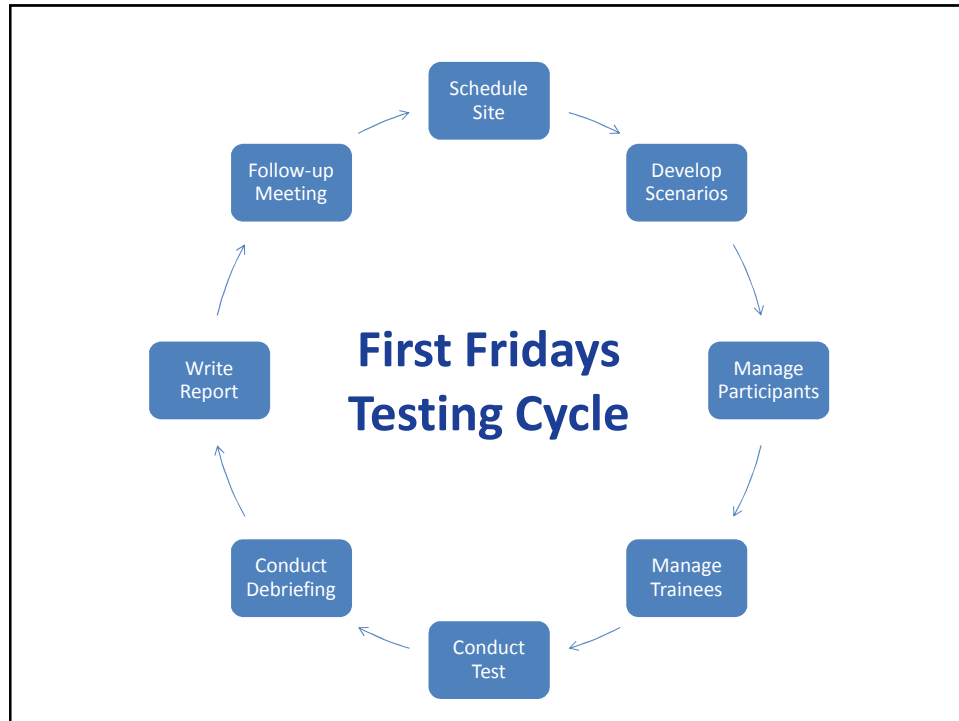 Schedule
Site
Develop
Scenarios
Manage
Participants
Manage
Trainees
Conduct
Test
Conduct
Debriefing
Write
Report
Follow-up
Meeting
First Fridays
Testing Cycle